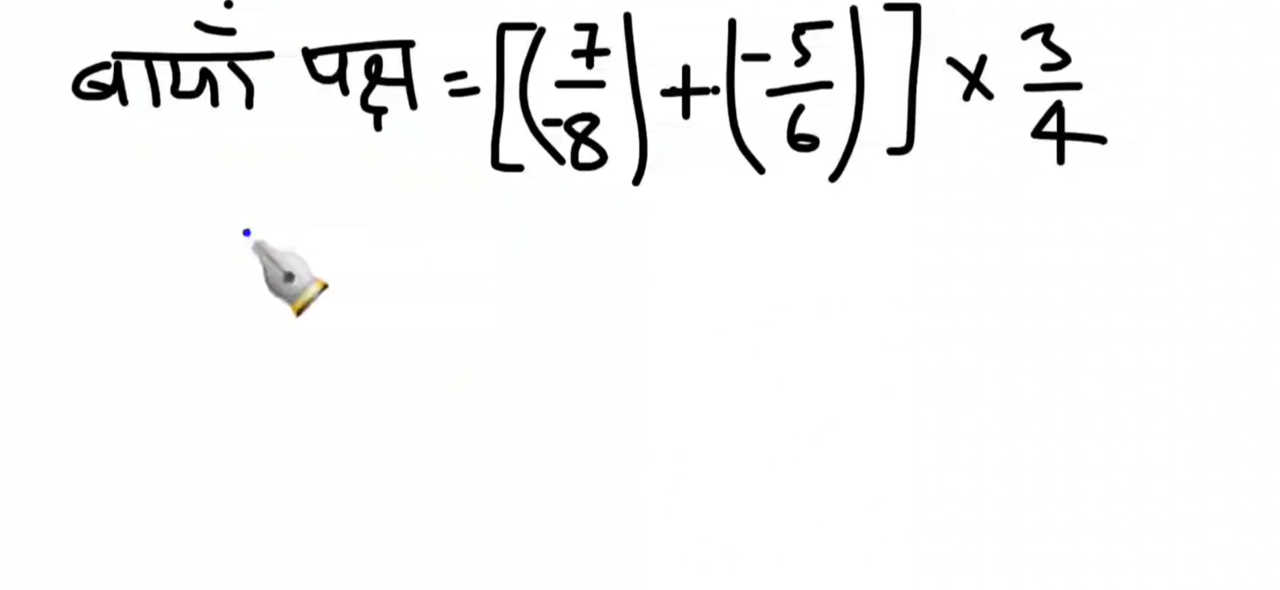 बायां पक्ष = [(7/-8) + (-5/6)] × 3/4